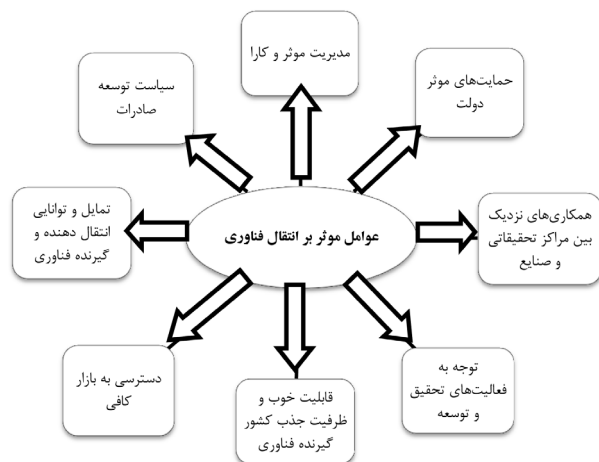 مدیریت موثر و کارا
حمایت‌های موثر
دولت
همکاری‌های نزدیک
بین مراکز تحقیقاتی
و صنایع
توجه به
فعالیت‌های تحقیق
و توسعه
قابلیت خوب و
ظرفیت جذب کشور
گیرنده فناوری
دسترسی به بازار
کافی
تمایل و توانایی
انتقال دهنده و
گیرنده فناوری
سیاست توسعه
صادرات
عوامل موثر بر انتقال فناوری